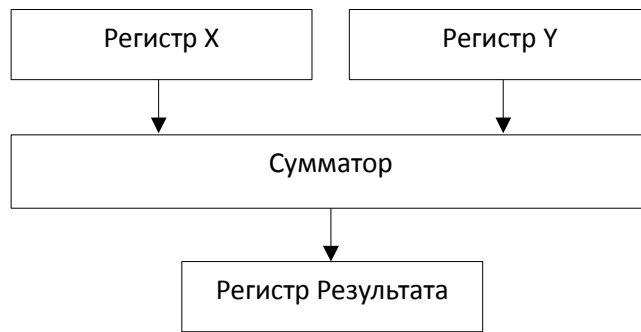 Регистр X
Регистр Y
Сумматор
Регистр Результата